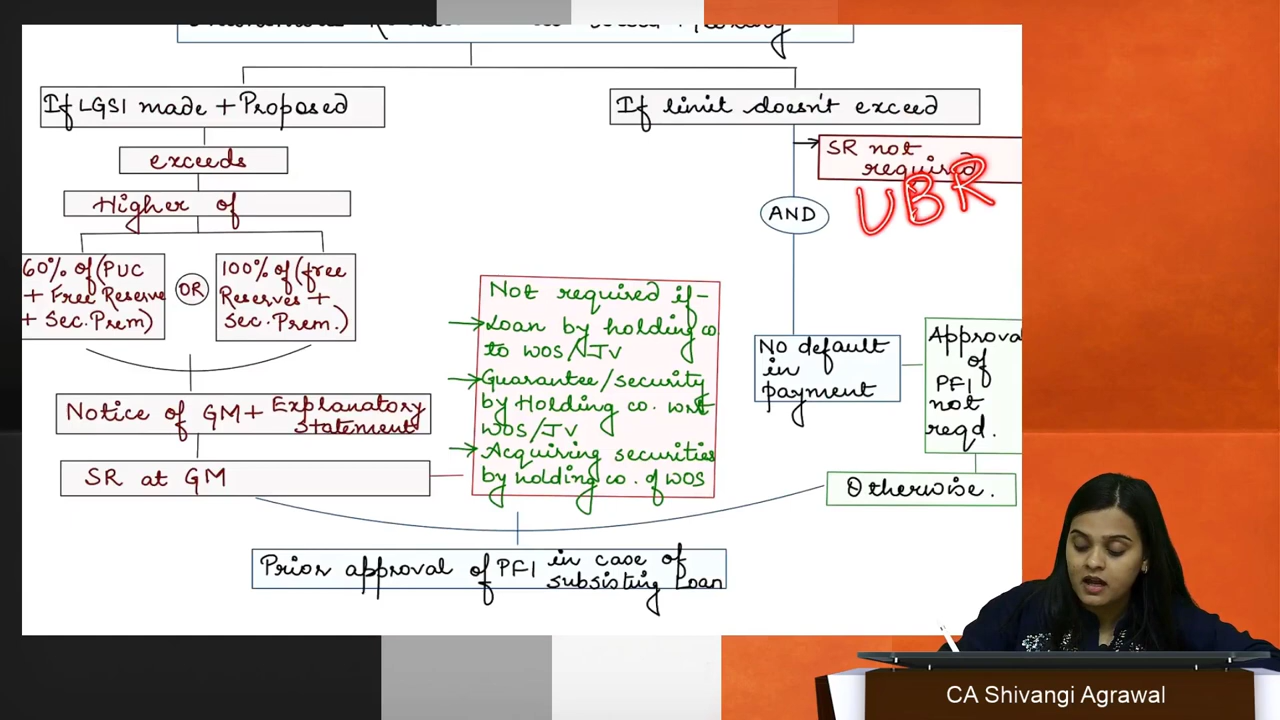 If LGSI made + Proposed
exceeds
Higher of
60% of (PUC
+ Free Reserve
+ Sec. Prem)
OR
100% of (free
Reserves +
Sec. Prem.)
Notice of GM + Explanatory
Statement
SR at GM
Not required if-
→ Loan by holding co
to WOS/JV
→ Guarantee/security
by Holding co. wrt
WOS/JV
→ Acquiring securities
by holding co. of WOS
If limit doesn't exceed
SR not
required
UBR
AND
No default
in
payment
Approval
of
PFI
not
reqd.
Otherwise.
Prior approval of PFI in case of
subsisting Loan
CA Shivangi Agrawal